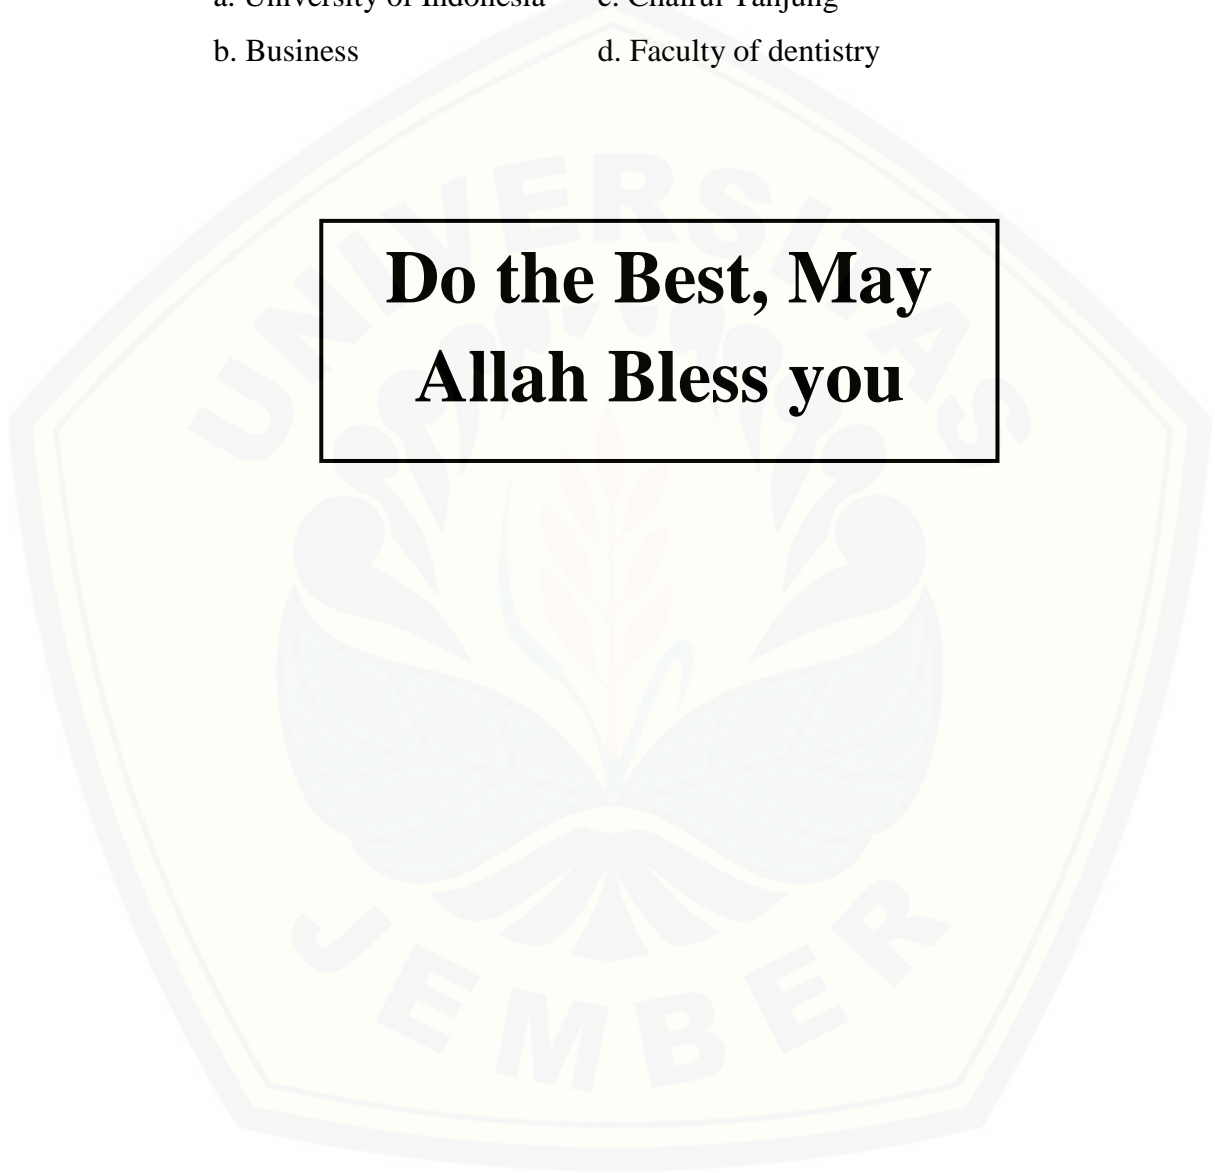 a. University of Indonesia c. Chairul Tanjung
b. Business d. Faculty of dentistry
Do the Best, May
Allah Bless you
UNIVERSITAS
JEMBER